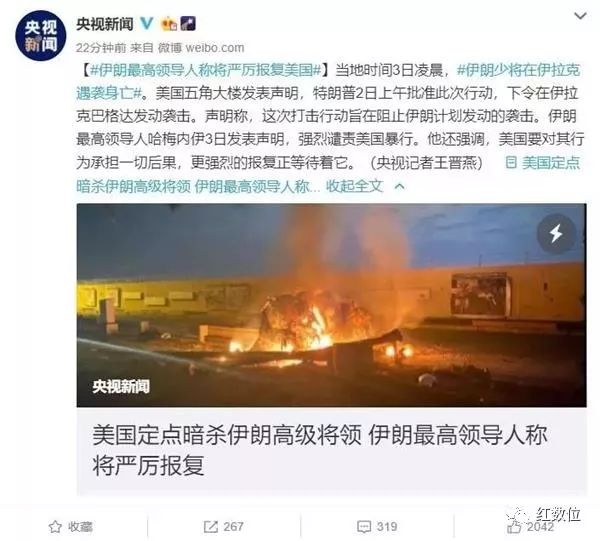 央视新闻
央视新闻
22分钟前 来自 微博 weibo.com
【#伊朗最高领导人称将严厉报复美国#】当地时间3日凌晨，#伊朗少将在伊拉克
遇袭身亡#。美国五角大楼发表声明，特朗普2日上午批准此次行动，下令在伊拉
克巴格达发动袭击。声明称，这次打击行动旨在阻止伊朗计划发动的袭击。伊朗
最高领导人哈梅内伊3日发表声明，强烈谴责美国暴行。他还强调，美国要对其行
为承担一切后果，更强烈的报复正等待着它。（央视记者王晋燕） 美国定点
暗杀伊朗高级将领 伊朗最高领导人称... 收起全文
央视新闻
美国定点暗杀伊朗高级将领 伊朗最高领导人称
将严厉报复
收藏
267
319
2042
红数位